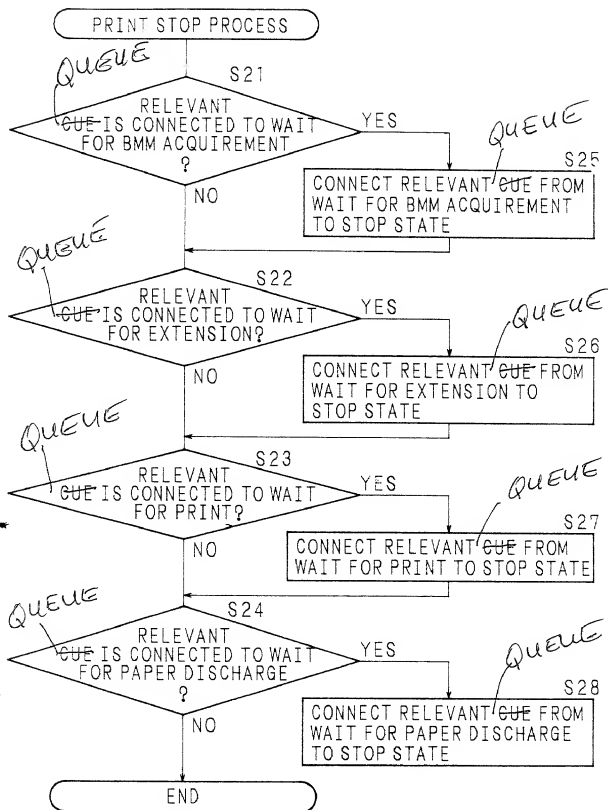 PRINT STOP PROCESS
QUEUE
S21
RELEVANT
CUE IS CONNECTED TO WAIT
FOR BMM ACQUIREMENT
?
YES
NO
QUEUE
S25
CONNECT RELEVANT CUE FROM
WAIT FOR BMM ACQUIREMENT
TO STOP STATE
QUEUE
S22
RELEVANT
CUE IS CONNECTED TO WAIT
FOR EXTENSION?
YES
NO
QUEUE
S26
CONNECT RELEVANT CUE FROM
WAIT FOR EXTENSION TO
STOP STATE
QUEUE
S23
RELEVANT
CUE IS CONNECTED TO WAIT
FOR PRINT?
YES
NO
QUEUE
S27
CONNECT RELEVANT CUE FROM
WAIT FOR PRINT TO STOP STATE
QUEUE
S24
RELEVANT
CUE IS CONNECTED TO WAIT
FOR PAPER DISCHARGE
?
YES
NO
QUEUE
S28
CONNECT RELEVANT CUE FROM
WAIT FOR PAPER DISCHARGE
TO STOP STATE
END